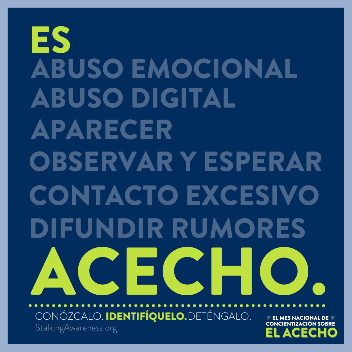 ES
ABUSO EMOCIONAL
ABUSO DIGITAL
APARECER
OBSERVAR Y ESPERAR
CONTACTO EXCESIVO
DIFUNDIR RUMORES
ACECHO.
CONÓZCALO. IDENTIFÍQUELO. DETÉNGALO.
StalkingAwareness.org
EL MES NACIONAL DE
CONCIENTIZACIÓN SOBRE
EL ACECHO